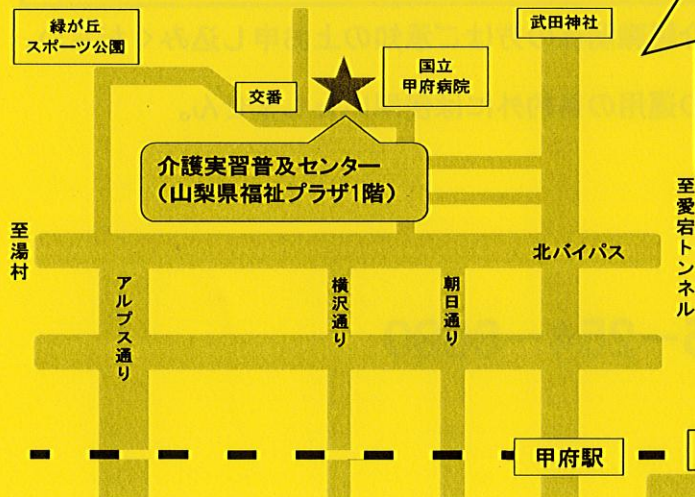 緑が丘
スポーツ公園
武田神社
交番
国立
甲府病院
介護実習普及センター
(山梨県福祉プラザ1階)
至湯村
至愛宕トンネル
北バイパス
アルプス通り
横沢通り
朝日通り
甲府駅